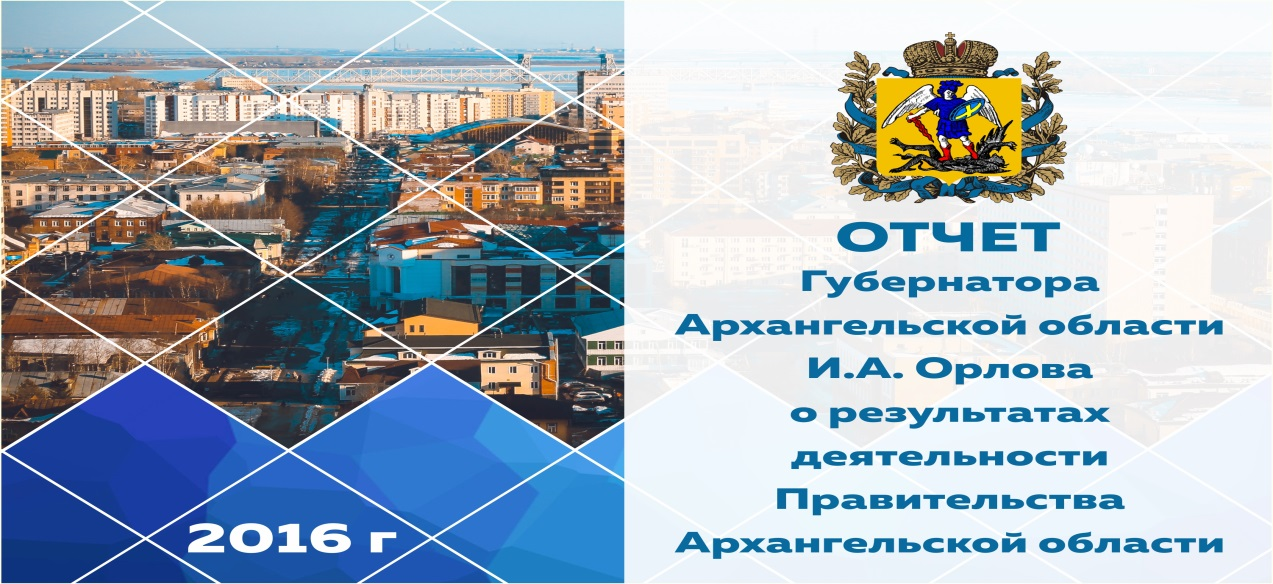 2016 г
ОТЧЕТ
Губернатора
Архангельской области
И.А. Орлова
о результатах
деятельности
Правительства
Архангельской области